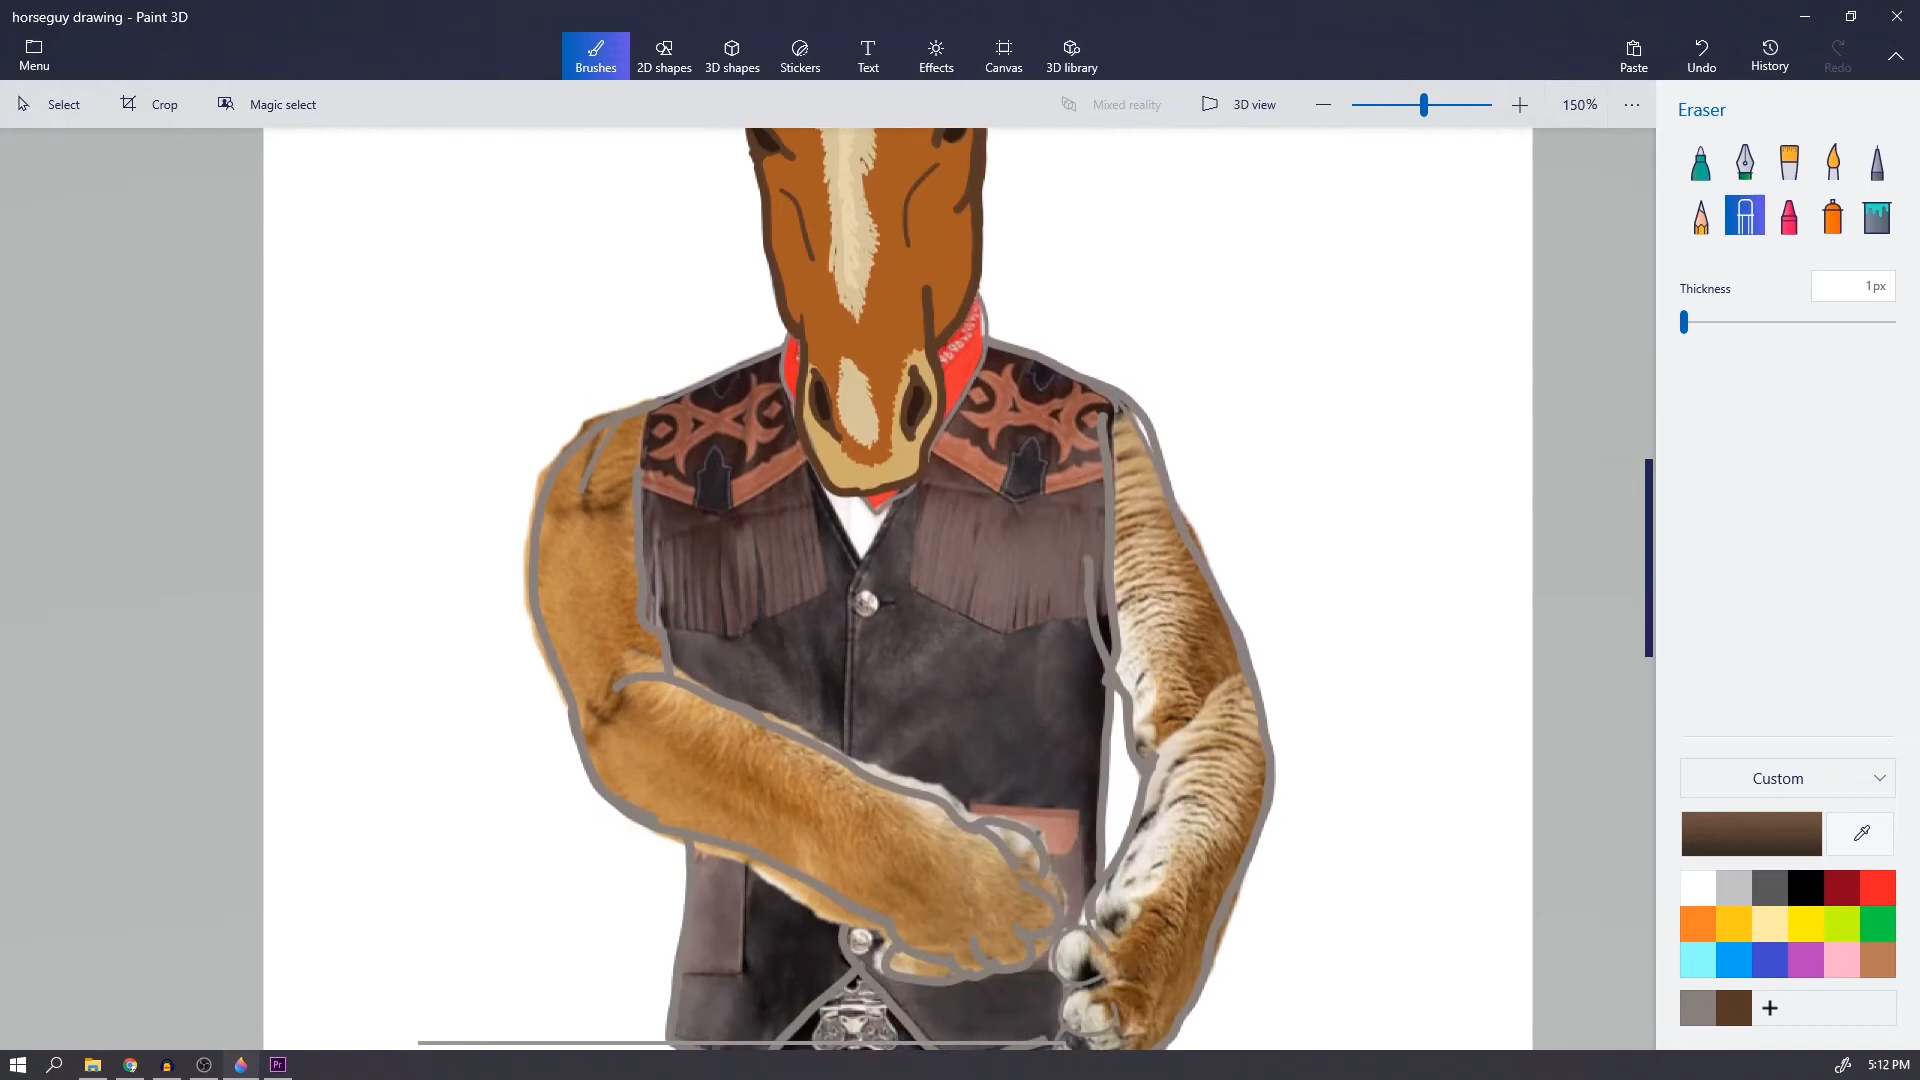 horseguy drawing - Paint 3D
Menu
Brushes
2D shapes
3D shapes
Stickers
Text
Effects
Canvas
3D library
Paste
Undo
History
Redo
Select
Crop
Magic select
Mixed reality
3D view
150%
Eraser
Thickness
1px
Custom
Pr
5:12 PM